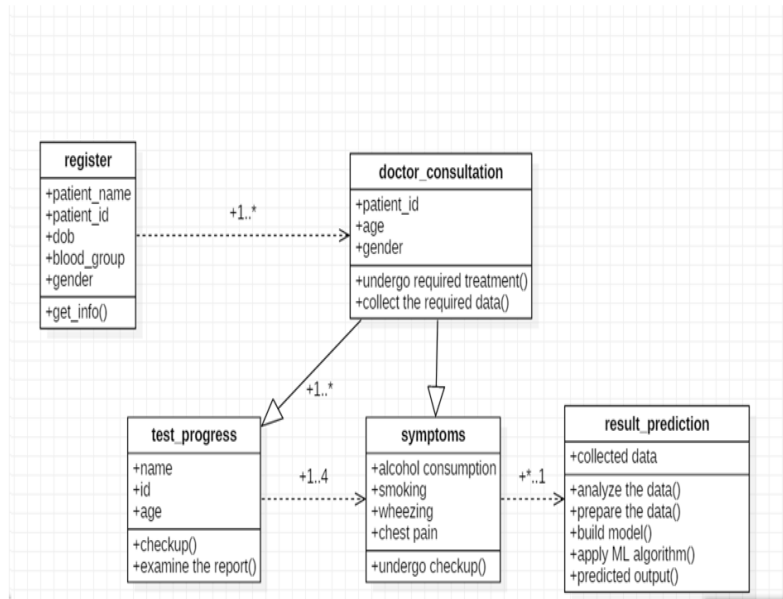 register
+patient_name
+patient_id
+dob
+blood_group
+gender
+get_info()
+1..*
doctor_consultation
+patient_id
+age
+gender
+undergo required treatment()
+collect the required data()
+1..*
test_progress
+name
+id
+age
+checkup()
+examine the report()
+1..4
symptoms
+alcohol consumption
+smoking
+wheezing
+chest pain
+undergo checkup()
+*..1
result_prediction
+collected data
+analyze the data()
+prepare the data()
+build model()
+apply ML algorithm()
+predicted output()